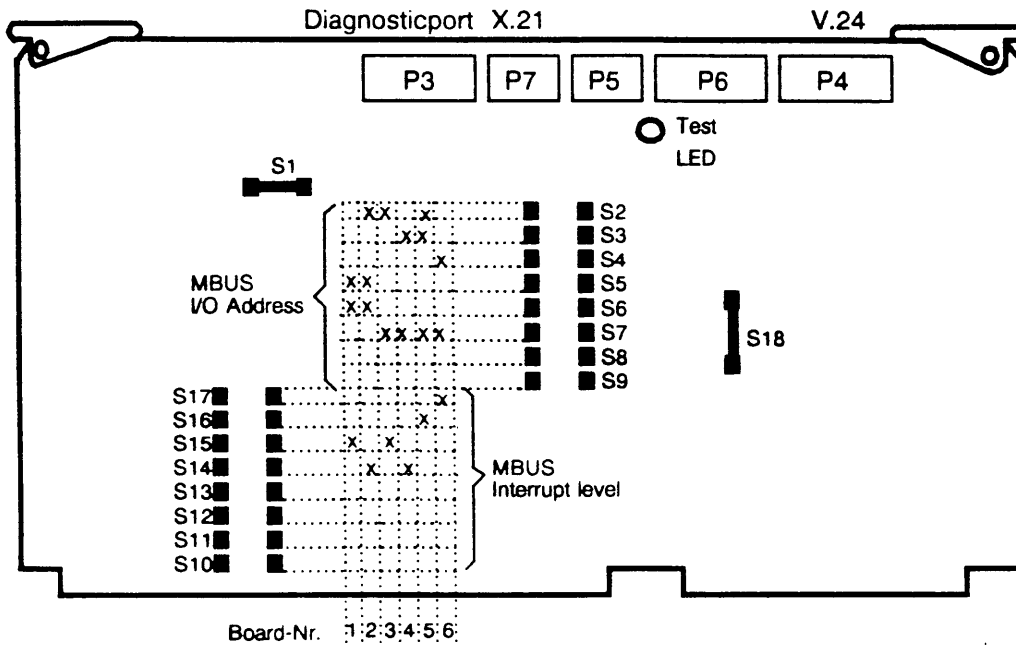 Diagnosticport X.21 V.24
P3 P7 P5 P6 P4
Test
LED
S1
x x x S2
x x S3
x S4
x x S5
x x S6
x x x x S7
S8
S9
MBUS
I/O Address
S18
S17 x
S16 x
S15 x x
S14 x x
S13
S12
S11
S10
MBUS
Interrupt level
Board-Nr. 1 2 3 4 5 6